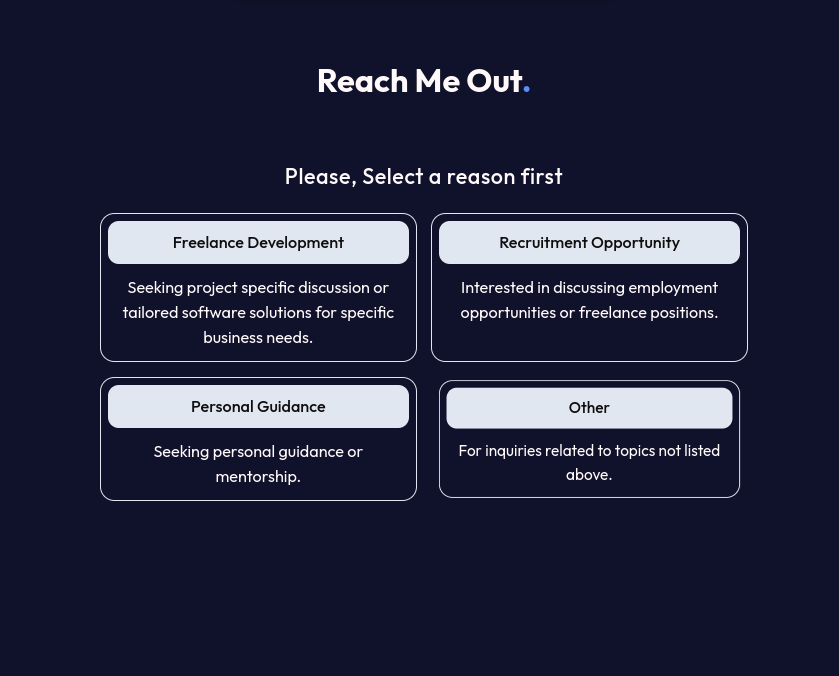 Reach Me Out.
Please, Select a reason first
Freelance Development
Seeking project specific discussion or
tailored software solutions for specific
business needs.
Recruitment Opportunity
Interested in discussing employment
opportunities or freelance positions.
Personal Guidance
Seeking personal guidance or
mentorship.
Other
For inquiries related to topics not listed
above.